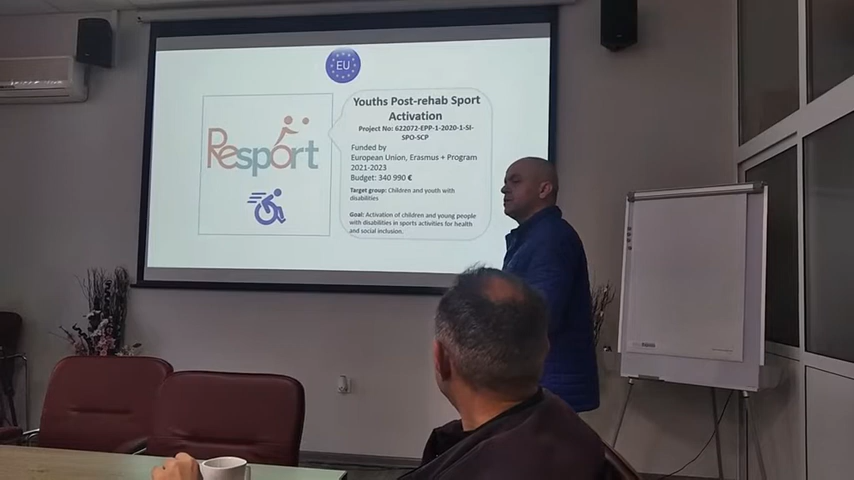 EU
Resport
Youths Post-rehab Sport
Activation
Project No: 622072-EPP-1-2020-1-SI-
SPO-SCP
Funded by
European Union, Erasmus + Program
2021-2023
Budget: 340 990 €
Target group: Children and youth with
disabilities
Goal: Activation of children and young people
with disabilities in sports activities for health
and social inclusion.